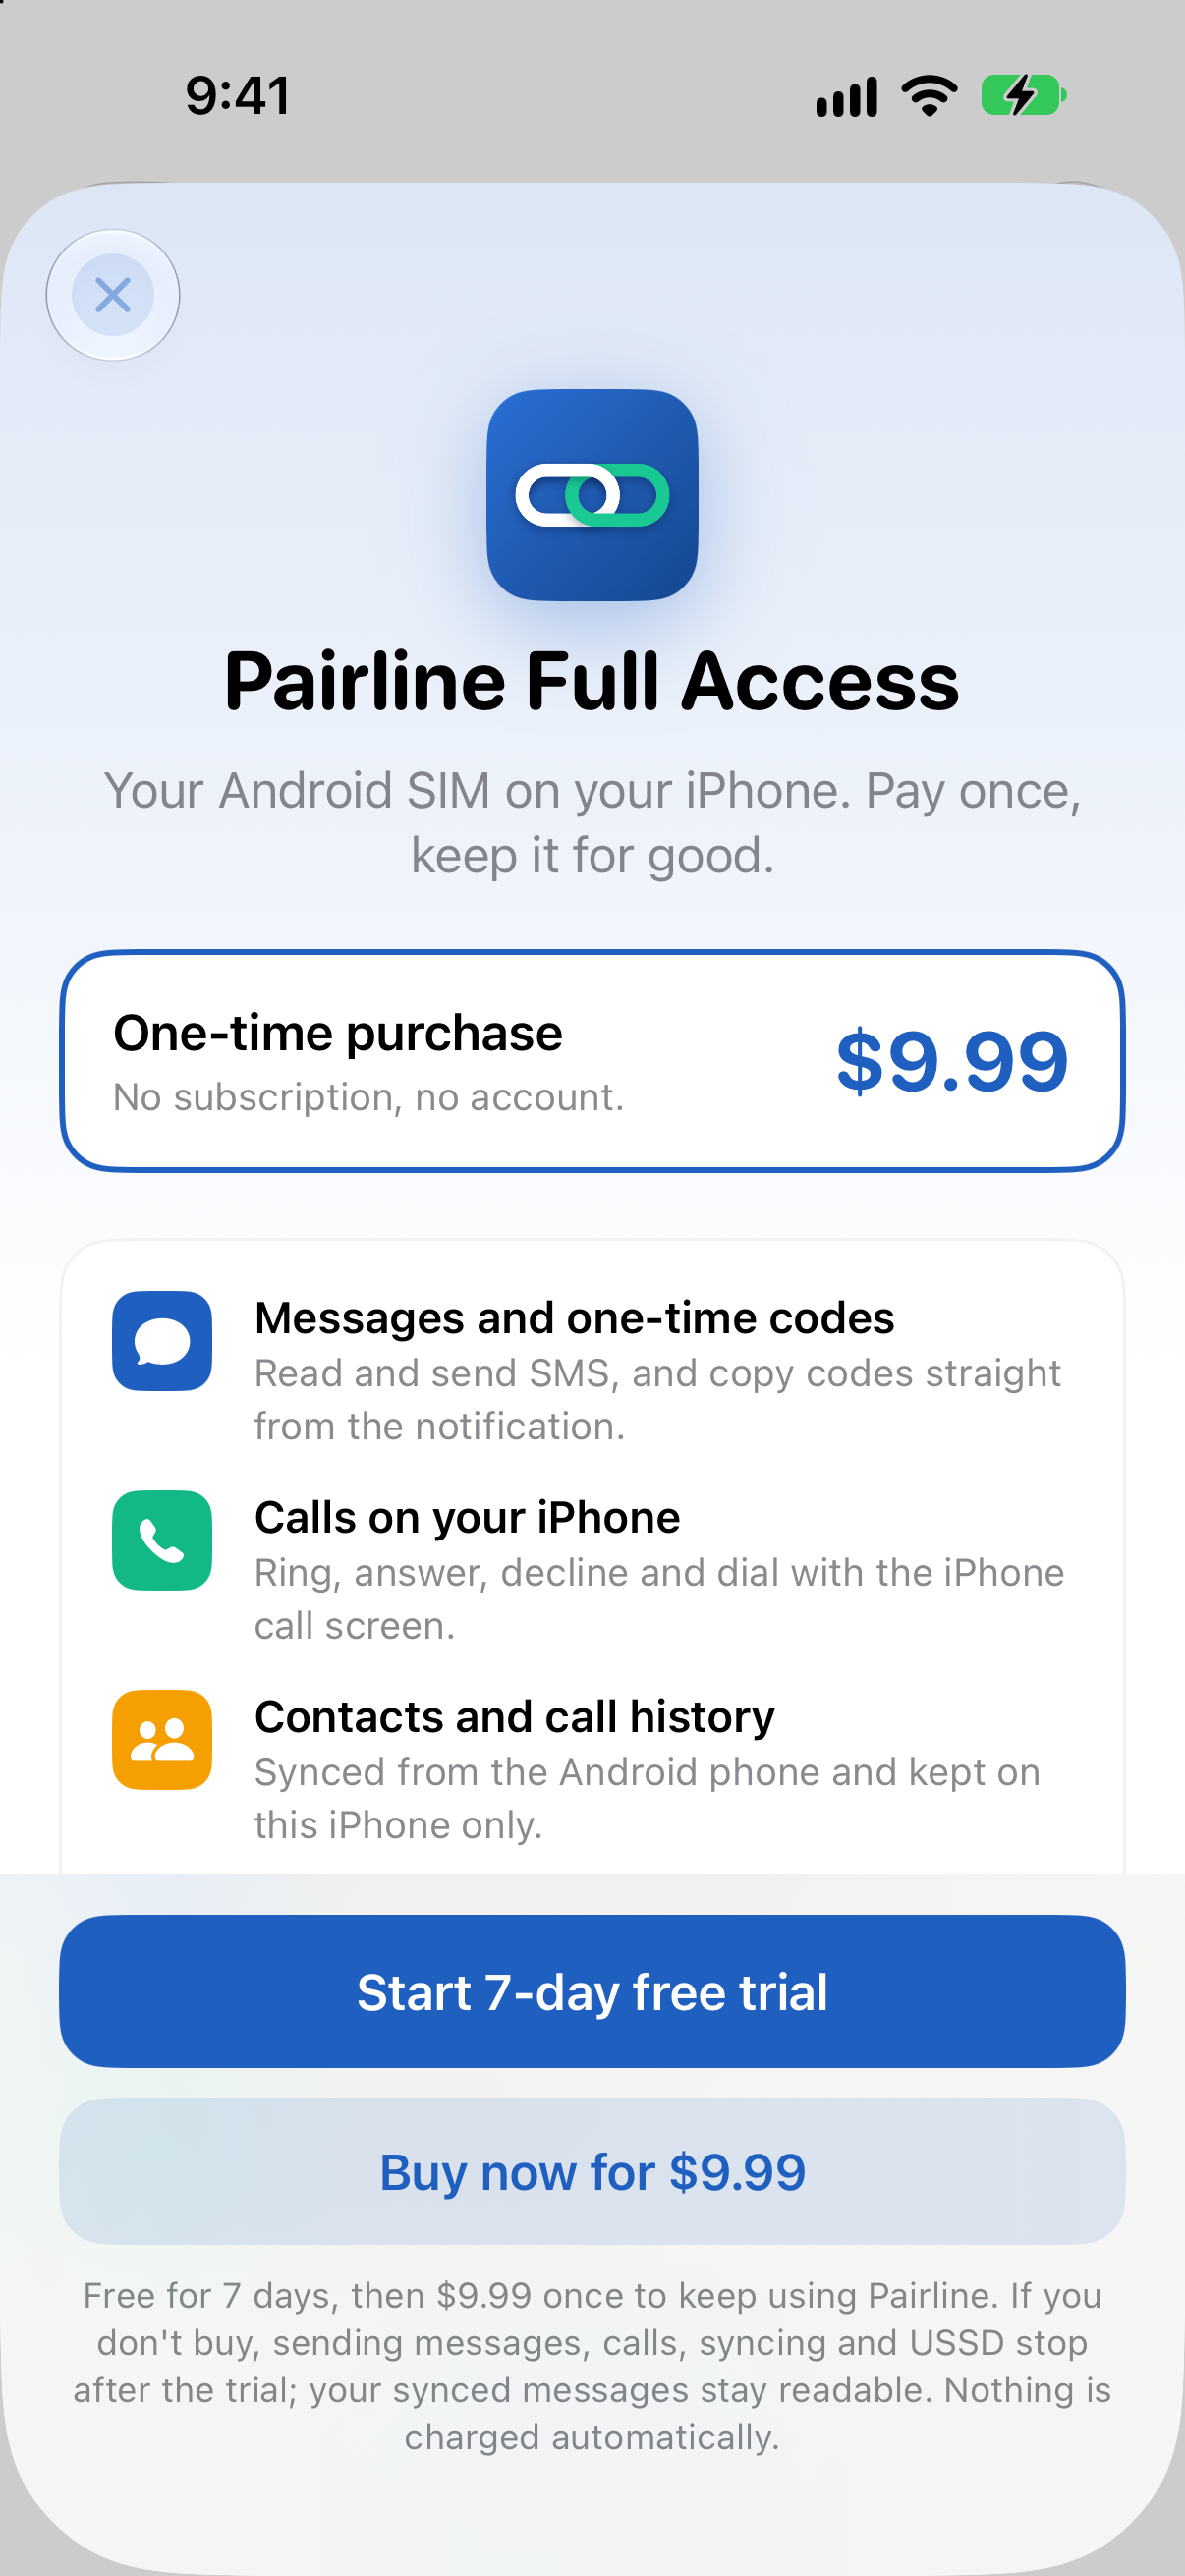 9:41
Pairline Full Access
Your Android SIM on your iPhone. Pay once,
keep it for good.
One-time purchase
No subscription, no account.
$9.99
Messages and one-time codes
Read and send SMS, and copy codes straight
from the notification.
Calls on your iPhone
Ring, answer, decline and dial with the iPhone
call screen.
Contacts and call history
Synced from the Android phone and kept on
this iPhone only.
Start 7-day free trial
Buy now for $9.99
Free for 7 days, then $9.99 once to keep using Pairline. If you
don't buy, sending messages, calls, syncing and USSD stop
after the trial; your synced messages stay readable. Nothing is
charged automatically.